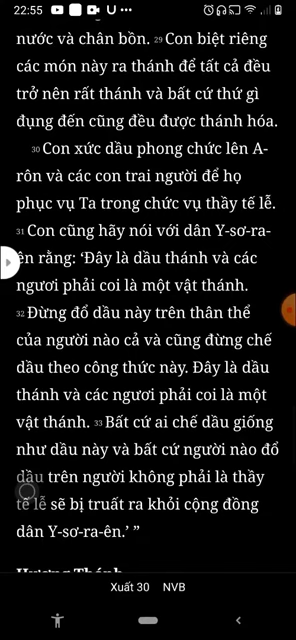 22:55
nước và chân bồn. 29 Con biệt riêng
các món này ra thánh để tất cả đều
trở nên rất thánh và bất cứ thứ gì
đụng đến cũng đều được thánh hóa.
30 Con xức dầu phong chức lên A-
rôn và các con trai người để họ
phục vụ Ta trong chức vụ thầy tế lễ.
31 Con cũng hãy nói với dân Y-sơ-ra-
ên rằng: ‘Đây là dầu thánh và các
ngươi phải coi là một vật thánh.
32 Đừng đổ dầu này trên thân thể
của người nào cả và cũng đừng chế
dầu theo công thức này. Đây là dầu
thánh và các ngươi phải coi là một
vật thánh. 33 Bất cứ ai chế dầu giống
như dầu này và bất cứ người nào đổ
dầu trên người không phải là thầy
tế lễ sẽ bị truất ra khỏi cộng đồng
dân Y-sơ-ra-ên.’ ”
Hương Thánh
Xuất 30 NVB